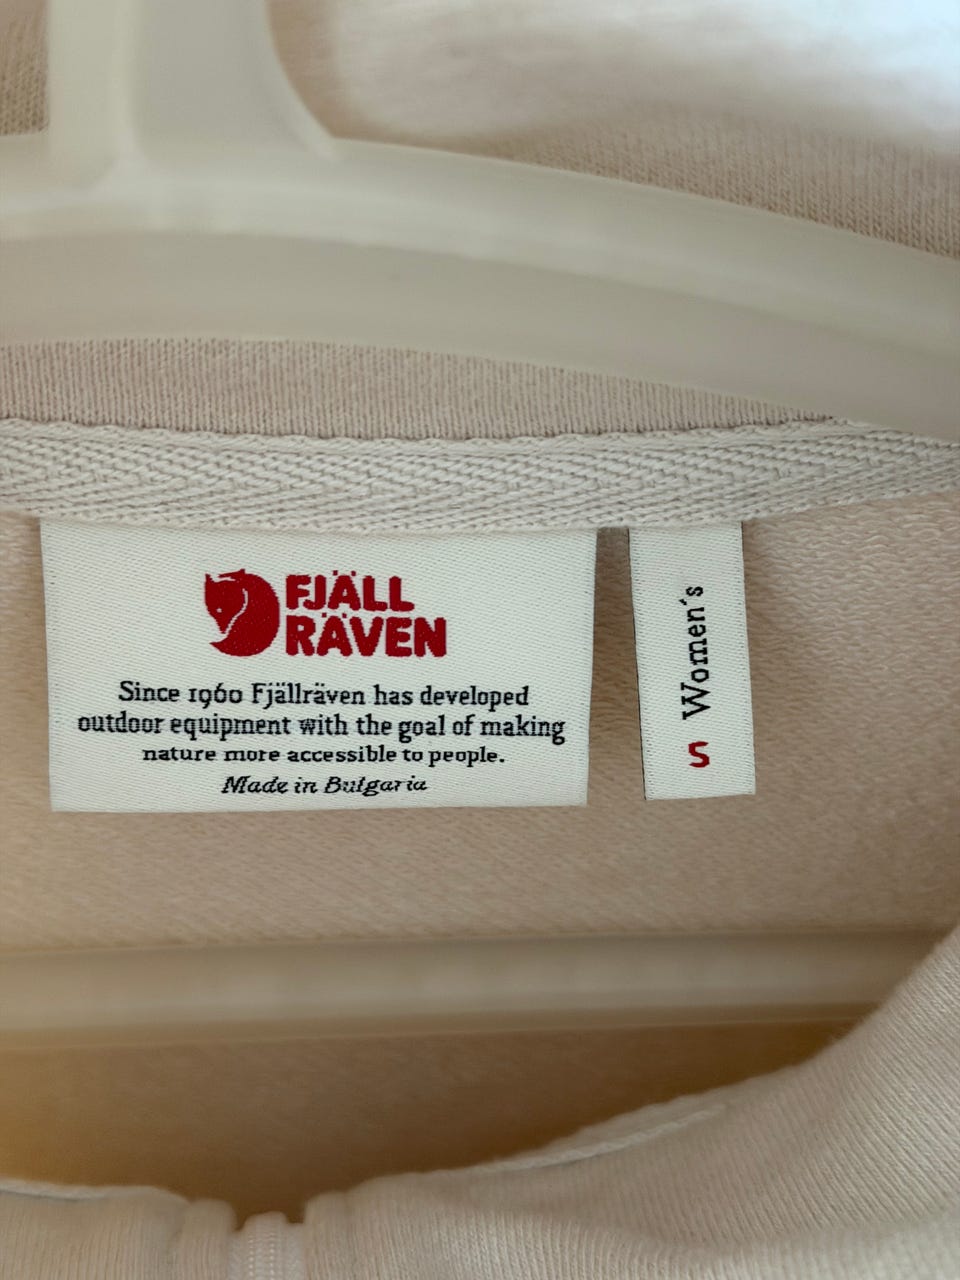 FJÄLL
RÄVEN
Since 1960 Fjällräven has developed
outdoor equipment with the goal of making
nature more accessible to people.
Made in Bulgaria
Women´s
S